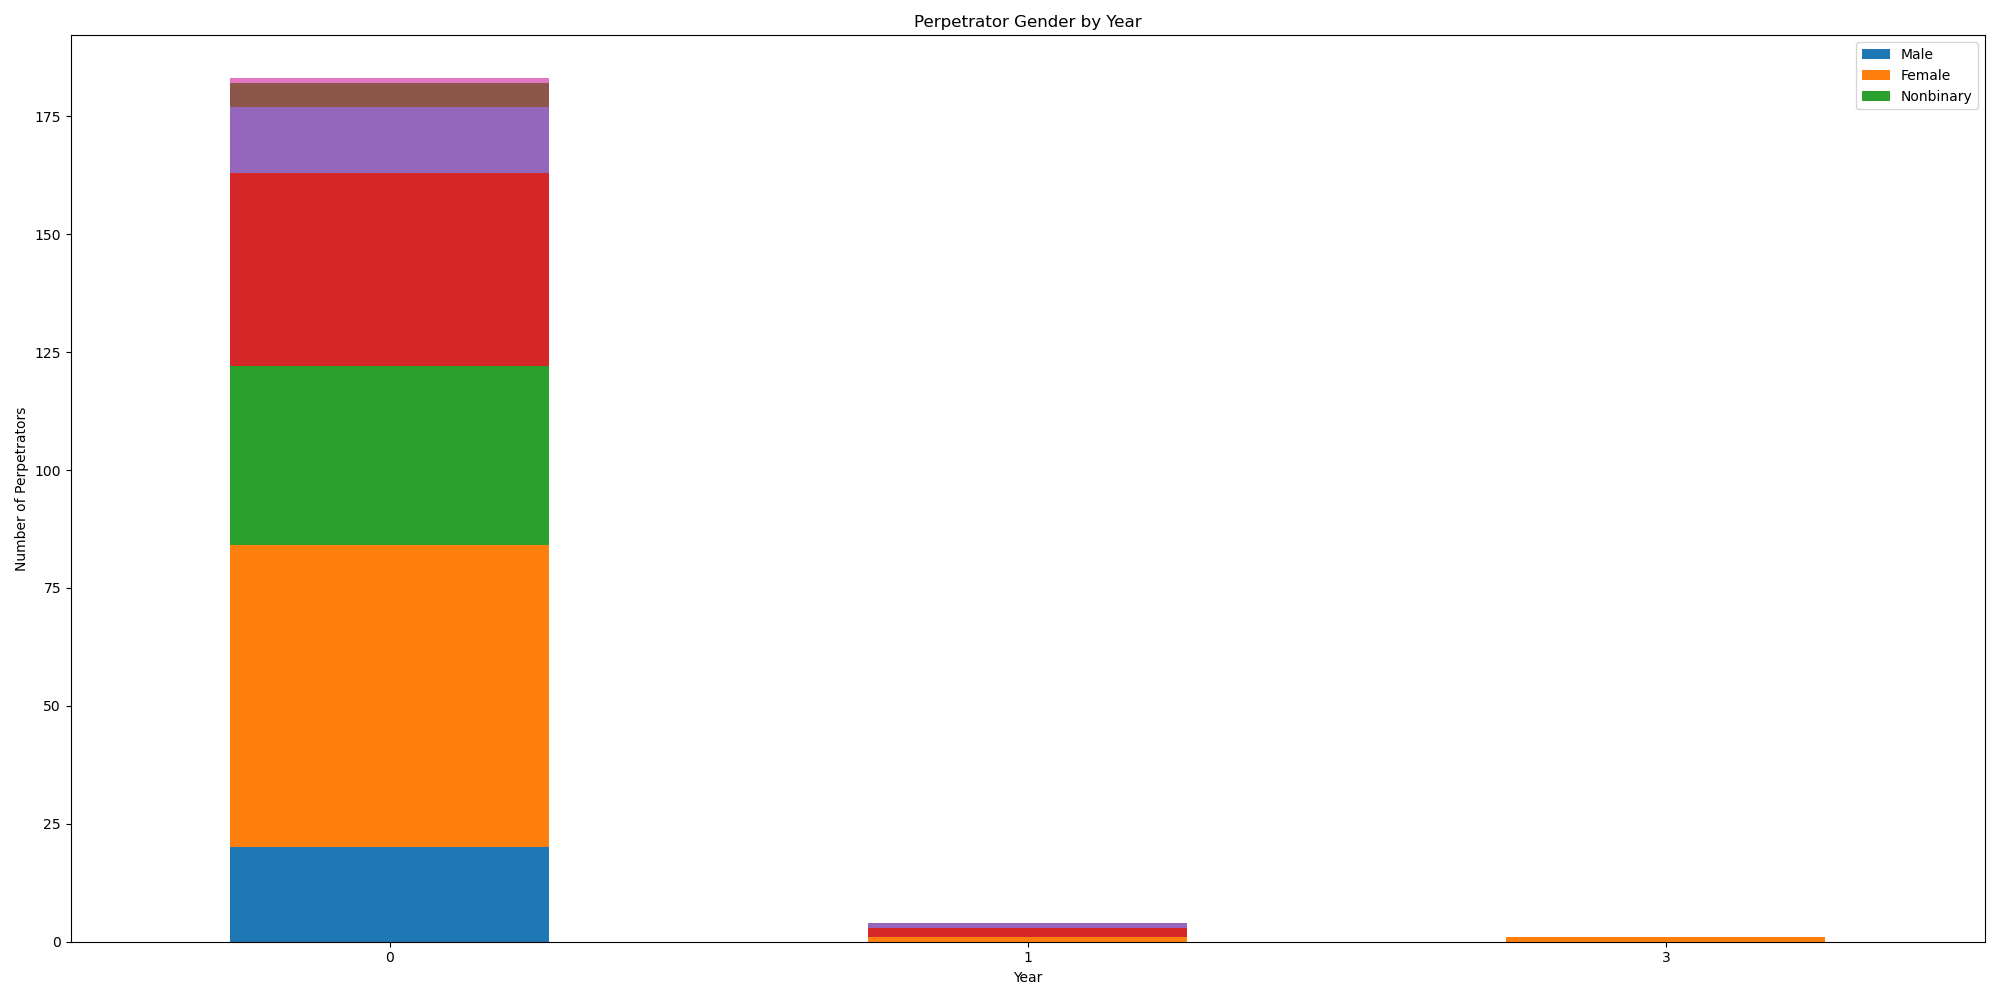 Perpetrator Gender by Year
Male
Female
Nonbinary
Number of Perpetrators
175
150
125
100
75
50
25
0
0 1 3
Year